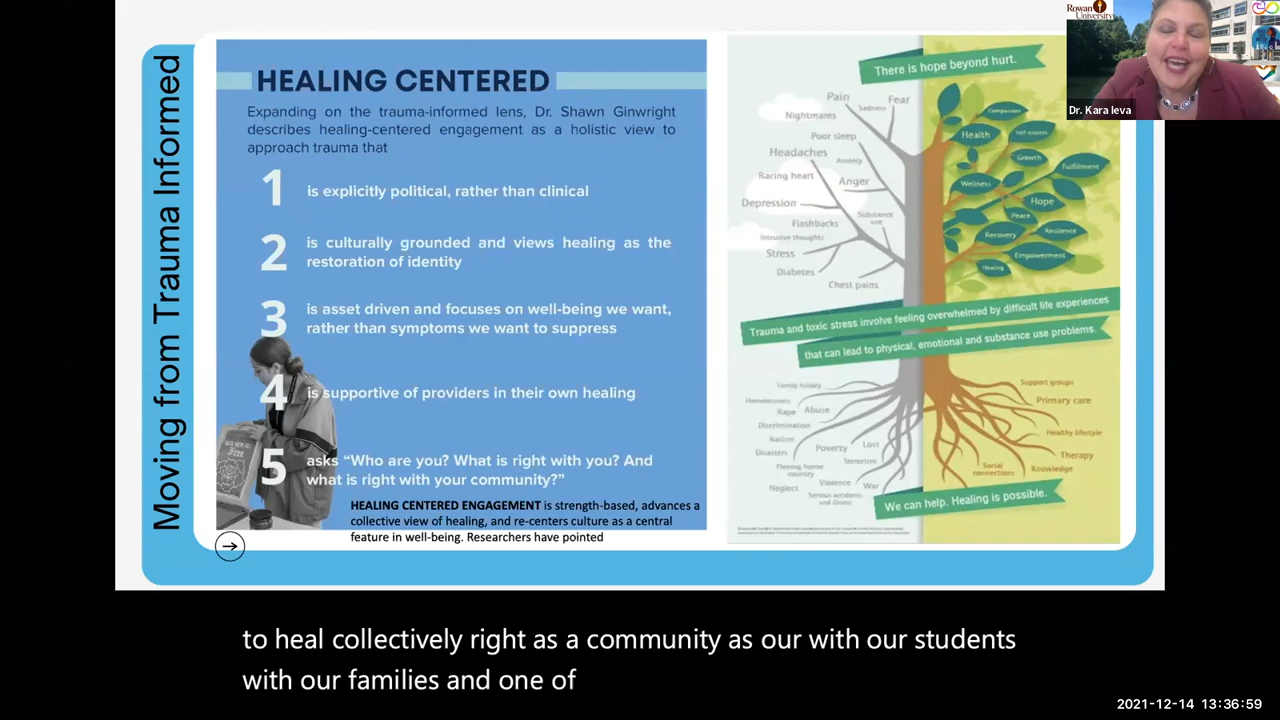 Moving from Trauma Informed
HEALING CENTERED
Expanding on the trauma-informed lens, Dr. Shawn Ginwright
describes healing-centered engagement as a holistic view to
approach trauma that
1
is explicitly political, rather than clinical
2
is culturally grounded and views healing as the
restoration of identity
3
is asset driven and focuses on well-being we want,
rather than symptoms we want to suppress
4
is supportive of providers in their own healing
5
asks “Who are you? What is right with you? And
what is right with your community?”
HEALING CENTERED ENGAGEMENT is strength-based, advances a
collective view of healing, and re-centers culture as a central
feature in well-being. Researchers have pointed
There is hope beyond hurt.
Pain
Sadness
Fear
Nightmares
Poor sleep
Headaches
Anxiety
Racing heart
Anger
Depression
Substance
use
Flashbacks
Intrusive thoughts
Stress
Diabetes
Chest pains
Compassion
Health
Self-esteem
Growth
Fulfillment
Wellness
Hope
Peace
Resilience
Recovery
Empowerment
Healing
Trauma and toxic stress involve feeling overwhelmed by difficult life experiences
that can lead to physical, emotional and substance use problems.
Family history
Homelessness
Rape
Abuse
Discrimination
Racism
Disasters
Poverty
Loss
Terrorism
Fleeing home
country
Neglect
Violence
War
Serious accidents
and illness
Support groups
Primary care
Healthy lifestyle
Therapy
Social
connections
Knowledge
We can help. Healing is possible.
Rowan
University
Dr. Kara Ieva
to heal collectively right as a community as our with our students
with our families and one of
2021-12-14 13:36:59